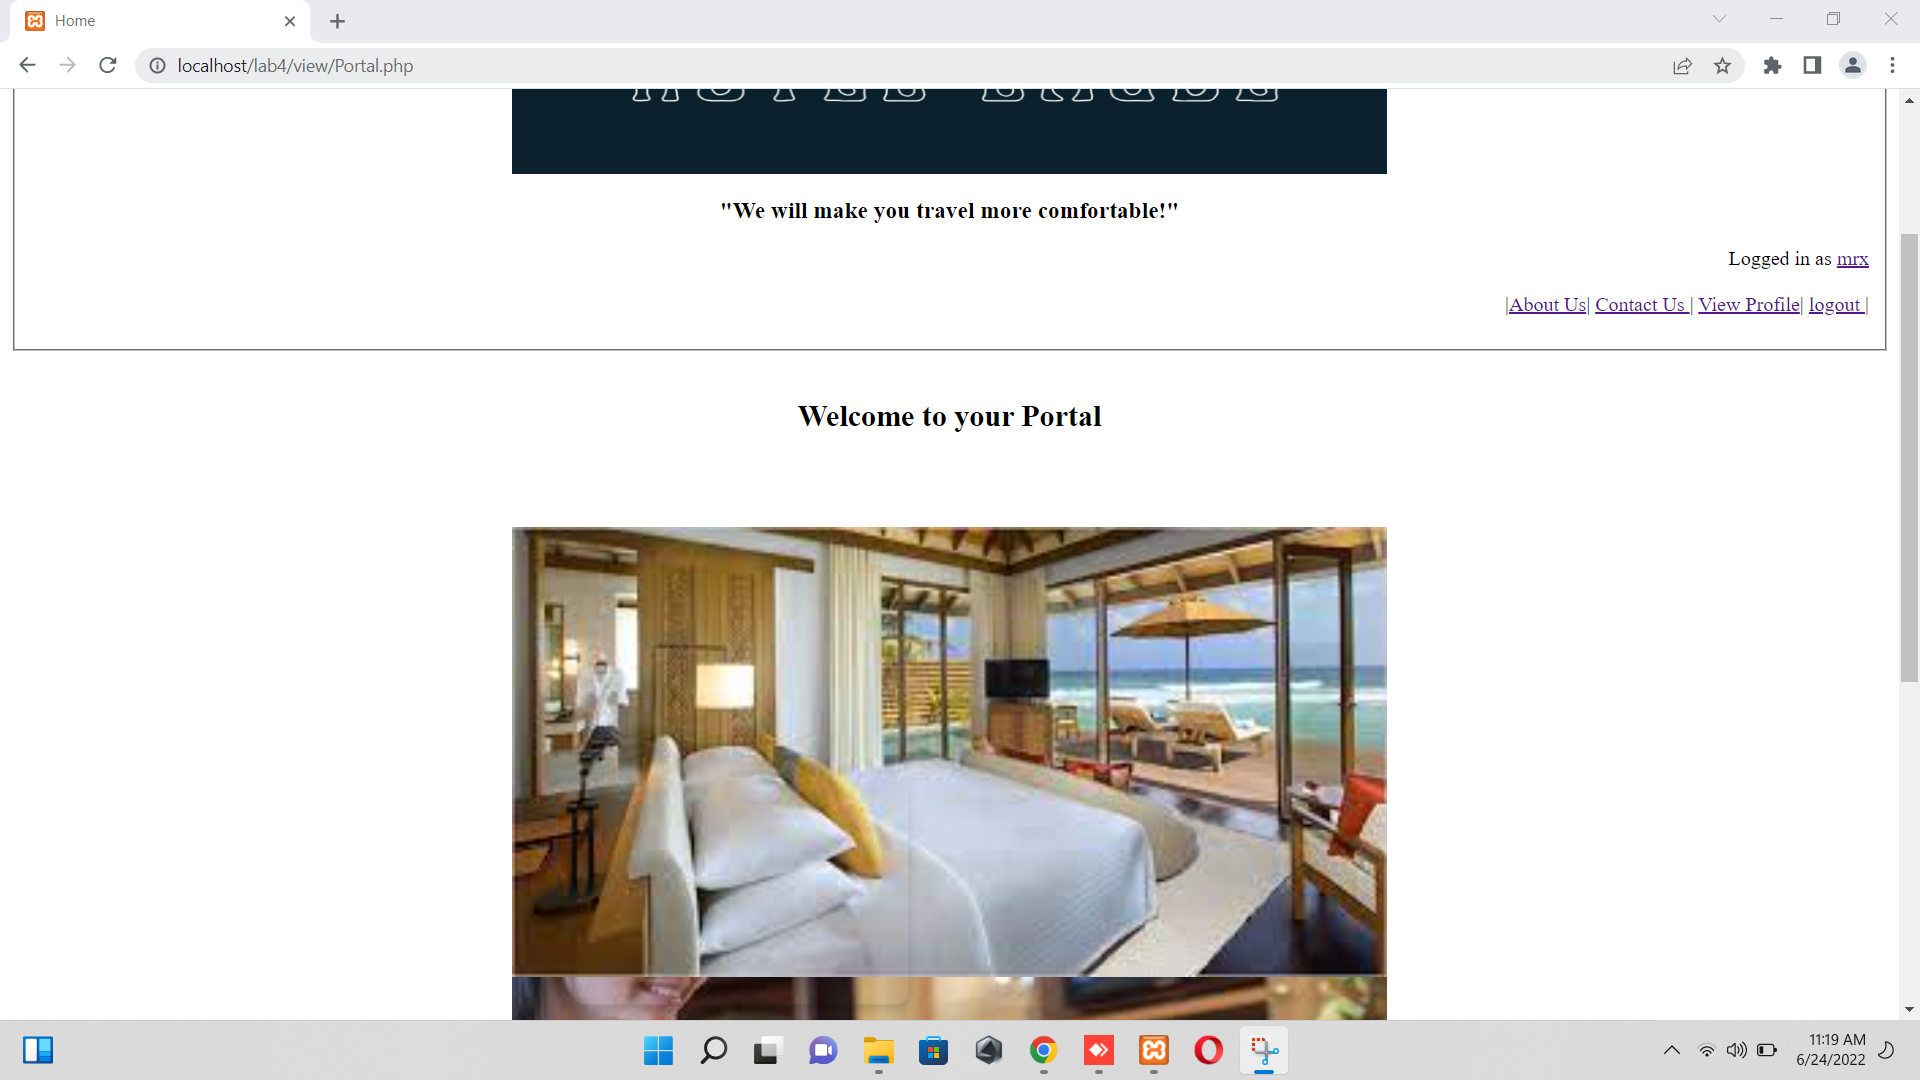 Home
localhost/lab4/view/Portal.php
"We will make you travel more comfortable!"
Logged in as mrx
|About Us| Contact Us | View Profile| logout |
Welcome to your Portal
11:19 AM
6/24/2022